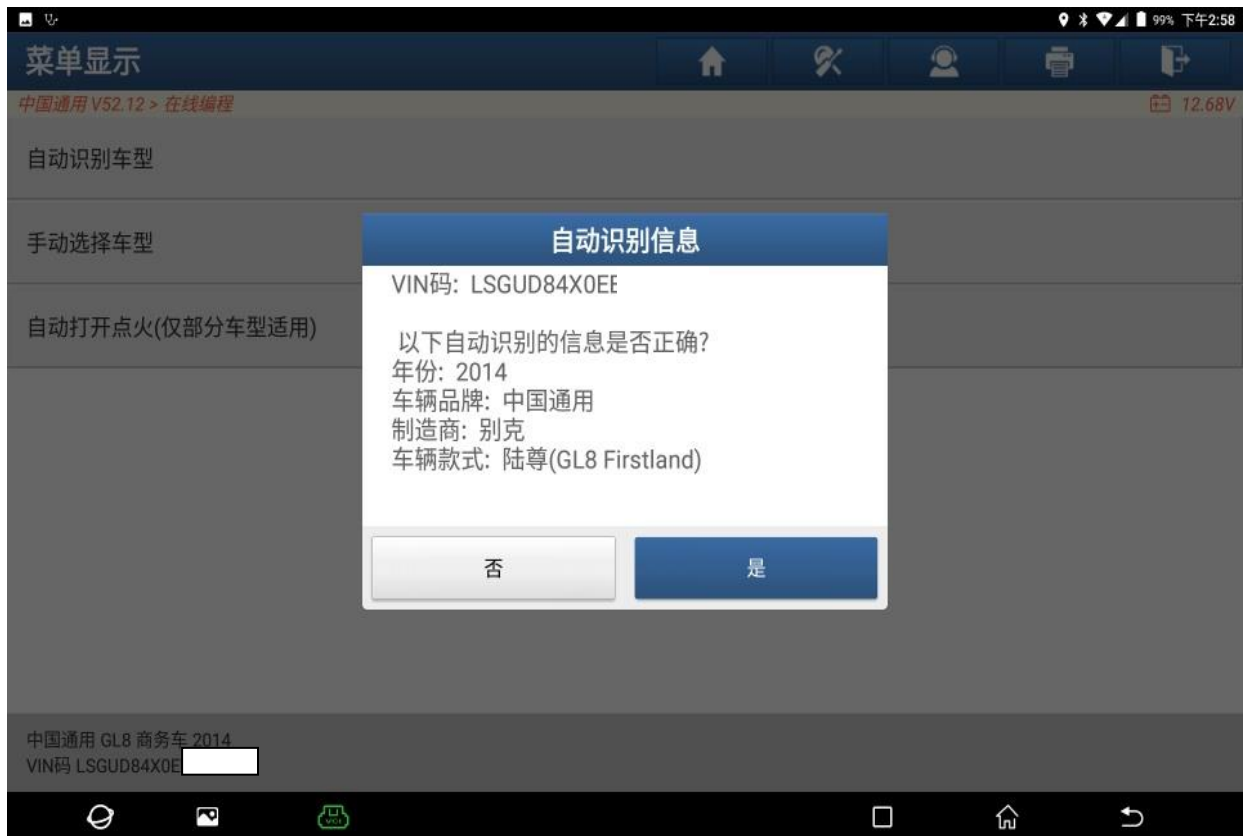 99% 下午2:58
菜单显示
中国通用 V52.12 > 在线编程
12.68V
自动识别车型
手动选择车型
自动打开点火(仅部分车型适用)
自动识别信息
VIN码: LSGUD84X0EE
以下自动识别的信息是否正确?
年份: 2014
车辆品牌: 中国通用
制造商: 别克
车辆款式: 陆尊(GL8 Firstland)
否
是
中国通用 GL8 商务车 2014
VIN码 LSGUD84X0E
VCI